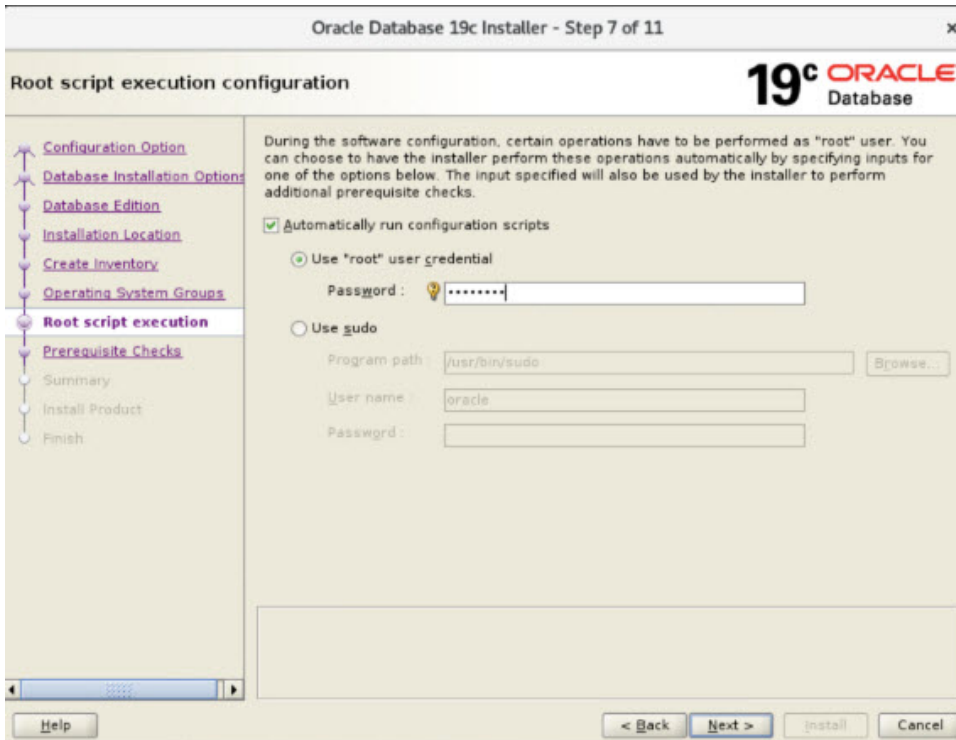 Oracle Database 19c Installer - Step 7 of 11
Root script execution configuration
19c ORACLE
Database
Configuration Option
Database Installation Options
Database Edition
Installation Location
Create Inventory
Operating System Groups
Root script execution
Prerequisite Checks
Summary
Install Product
Finish
During the software configuration, certain operations have to be performed as "root" user. You
can choose to have the installer perform these operations automatically by specifying inputs for
one of the options below. The input specified will also be used by the installer to perform
additional prerequisite checks.
Automatically run configuration scripts
Use "root" user credential
Password :
Use sudo
Program path : /usr/bin/sudo Browse...
User name : oracle
Password :
Help < Back Next > Install Cancel